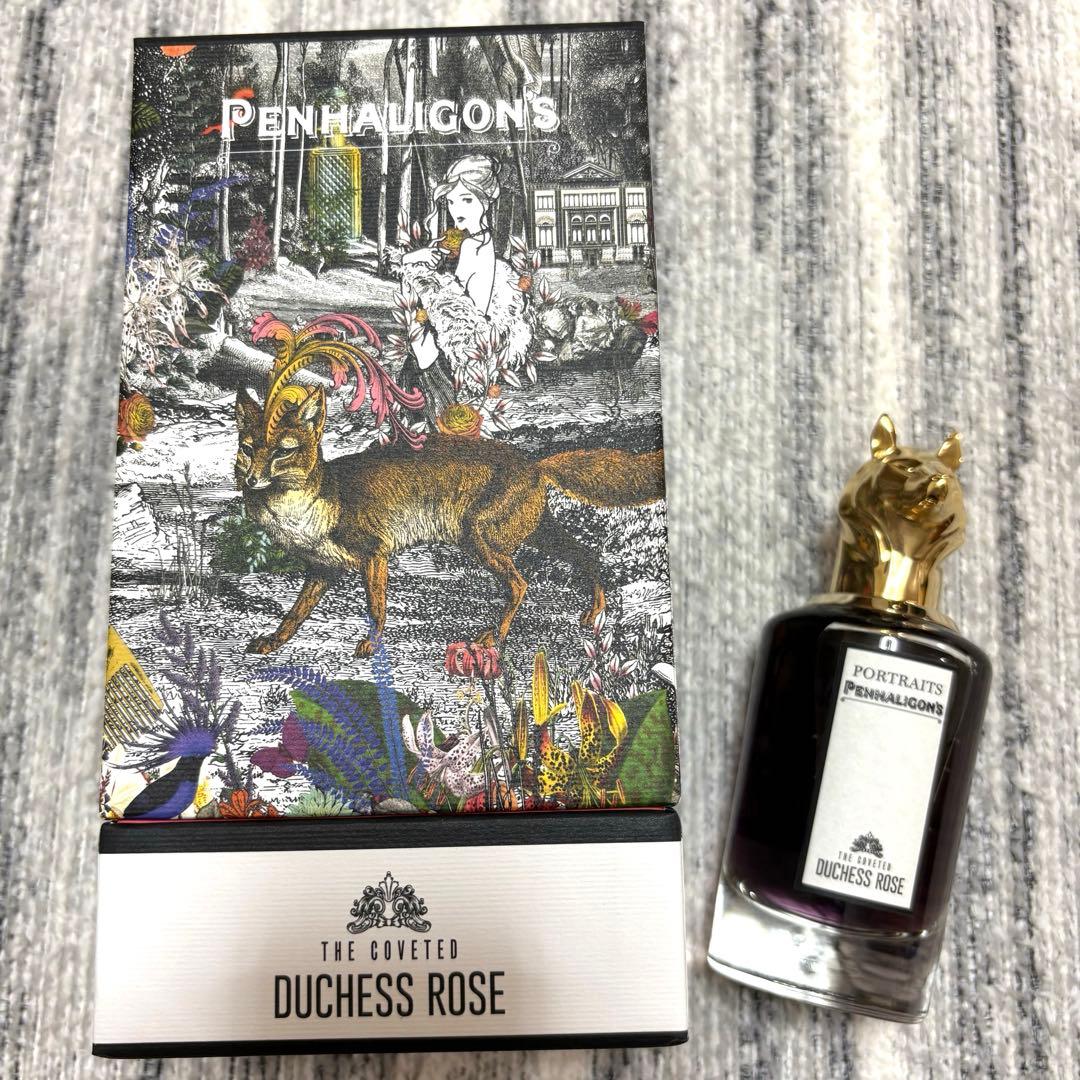 PENHALIGON'S
THE COVETED
DUCHESS ROSE
PORTRAITS
PENHALIGON'S
THE COVETED
DUCHESS ROSE